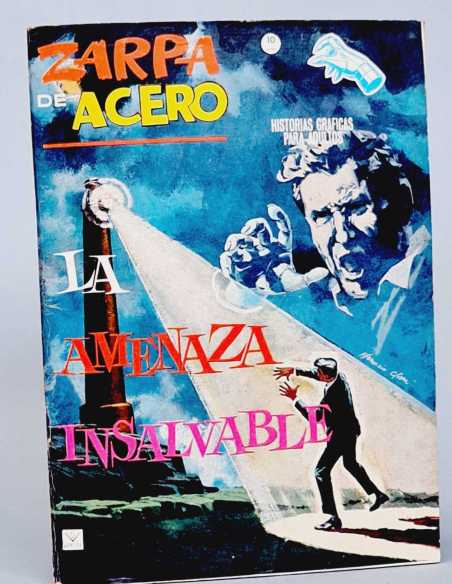 ZARPA
DE ACERO
10
HISTORIAS GRAFICAS
PARA ADULTOS
LA
AMENAZA
INSALVABLE